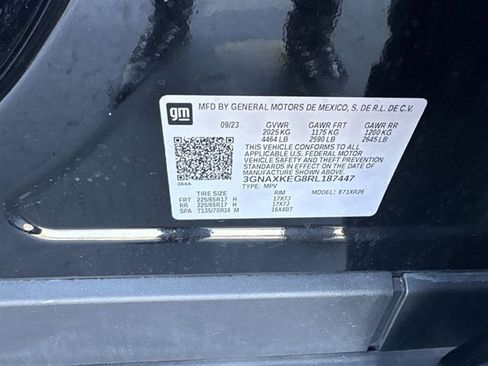 gm
MFD BY GENERAL MOTORS DE MEXICO, S. DE R.L. DE C.V.
09/23 GVWR GAWR FRT GAWR RR
2025 KG 1175 KG 1200 KG
4464 LB 2590 LB 2645 LB
THIS VEHICLE CONFORMS TO ALL APPLICABLE
U.S. FEDERAL MOTOR
VEHICLE SAFETY AND THEFT PREVENTION
STANDARDS IN EFFECT ON THE DATE OF
MANUFACTURE SHOWN ABOVE.
3GNAXKEG8RL187447
384A TYPE: MPV MODEL: 871XR26
TIRE SIZE RIM
FRT 225/65R17 H 17X7J
RR 225/65R17 H 17X7J
SPA T135/70R16 M 16X4BT